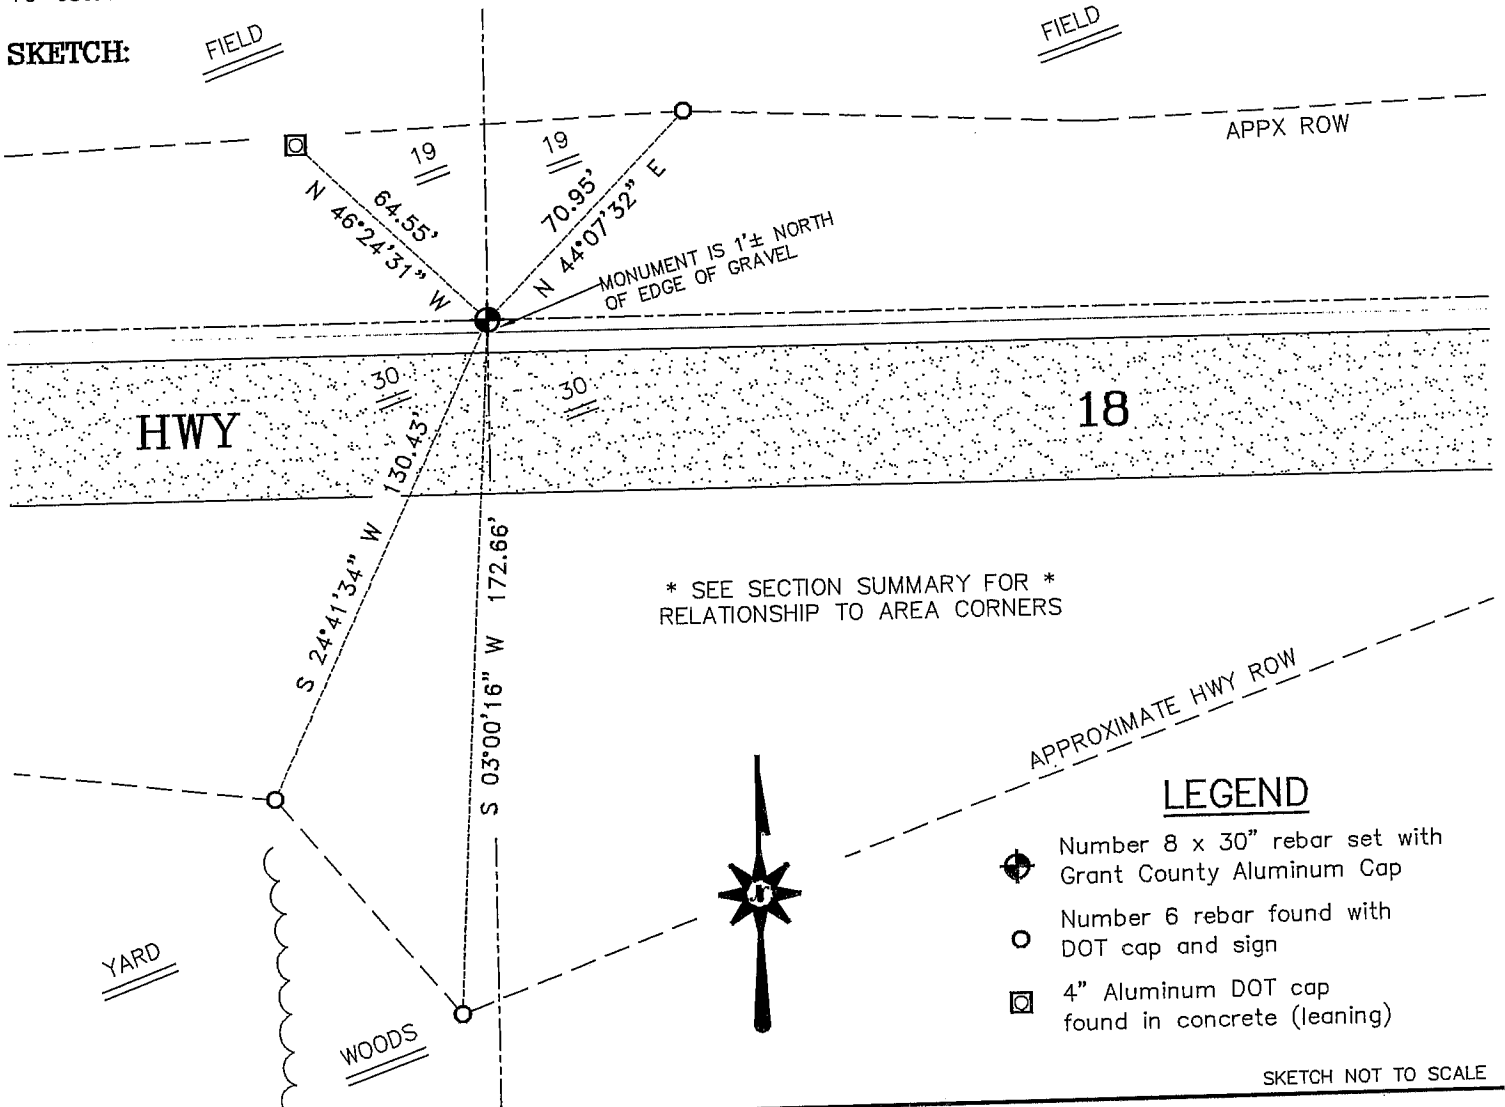 SKETCH:
FIELD
FIELD
APPX ROW
19
19
64.55'
N 46°24'31" W
70.95'
N 44°07'32" E
MONUMENT IS 1'± NORTH
OF EDGE OF GRAVEL
30
30
HWY
18
S 24°41'34" W 130.43'
S 03°00'16" W 172.66'
* SEE SECTION SUMMARY FOR *
RELATIONSHIP TO AREA CORNERS
APPROXIMATE HWY ROW
N
LEGEND
Number 8 x 30" rebar set with
Grant County Aluminum Cap
Number 6 rebar found with
DOT cap and sign
4" Aluminum DOT cap
found in concrete (leaning)
YARD
WOODS
SKETCH NOT TO SCALE